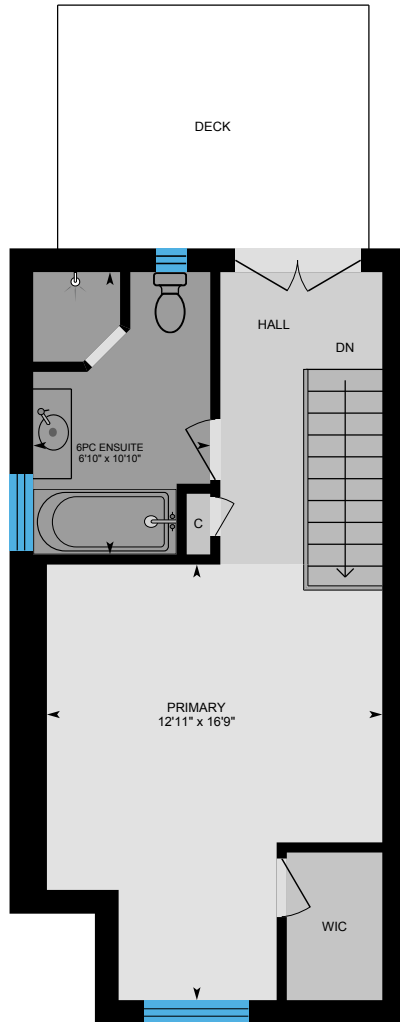 DECK
HALL
DN
6PC ENSUITE
6'10" x 10'10"
C
PRIMARY
12'11" x 16'9"
WIC